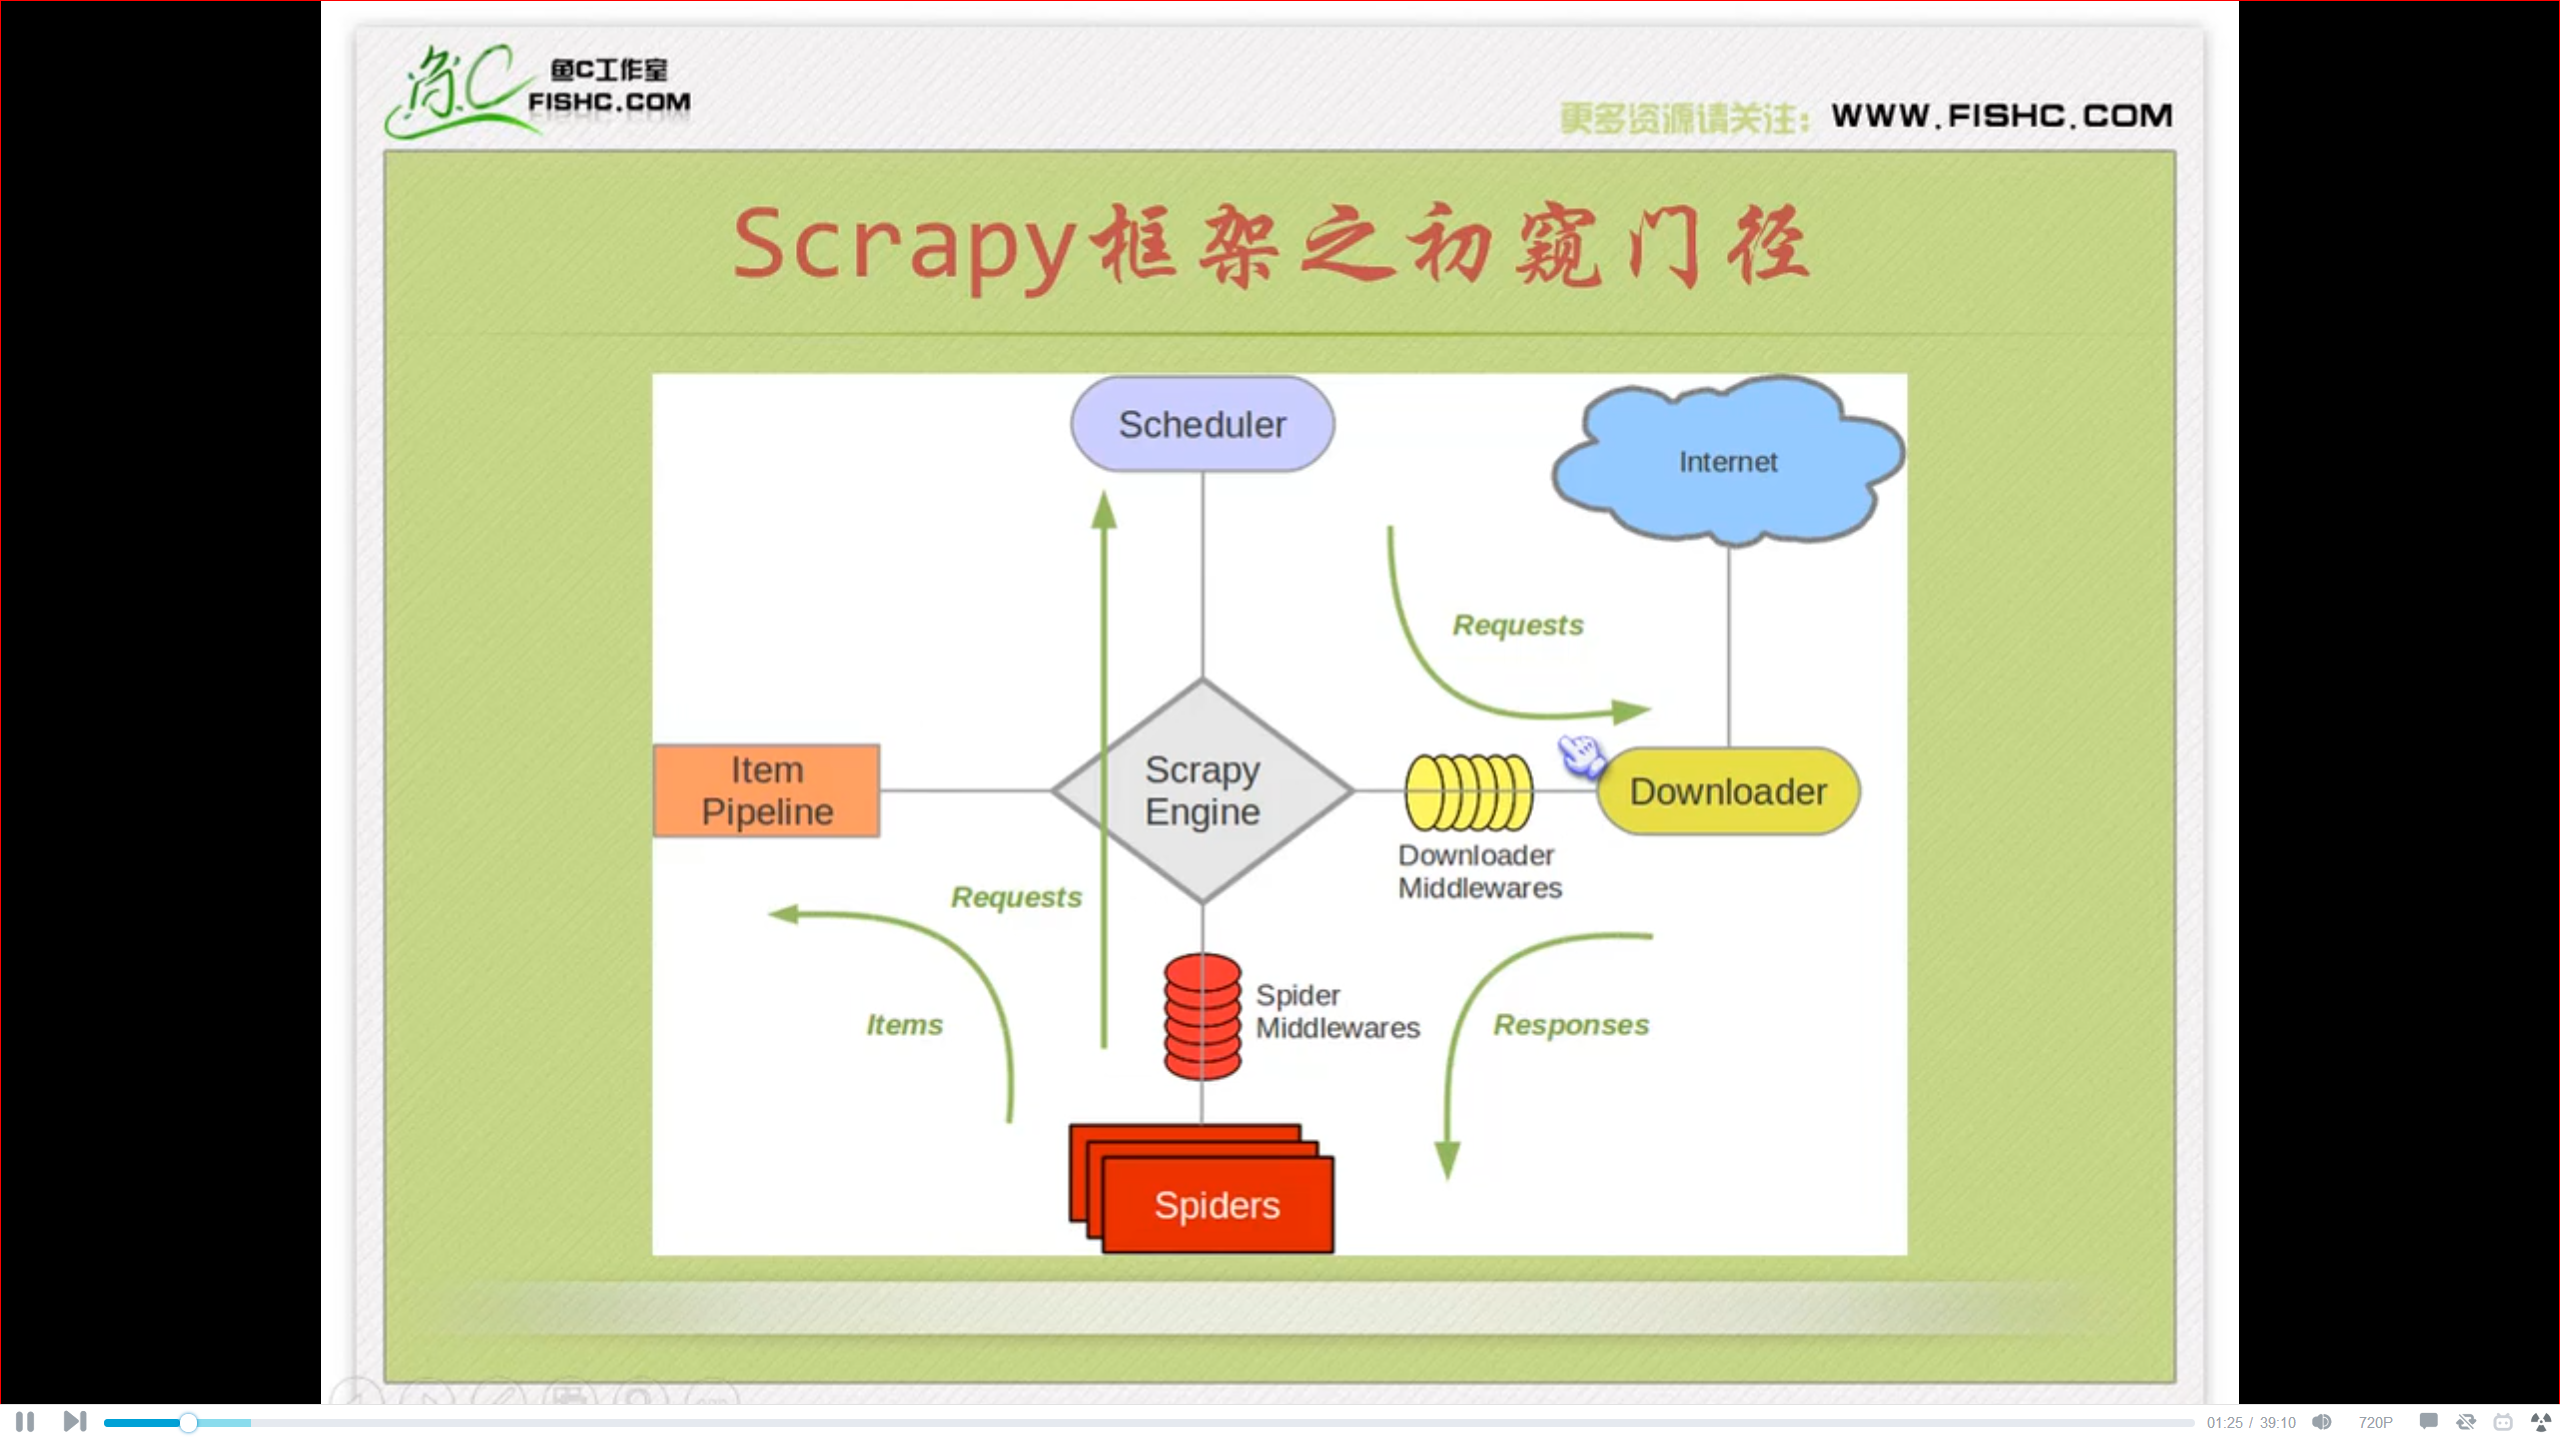 鱼C工作室
FISHC.COM
更多资源请关注：WWW.FISHC.COM
Scrapy框架之初窥门径
Scheduler
Internet
Requests
Item
Pipeline
Scrapy
Engine
Downloader
Downloader
Middlewares
Requests
Spider
Middlewares
Items
Responses
Spiders
01:25 / 39:10
720P